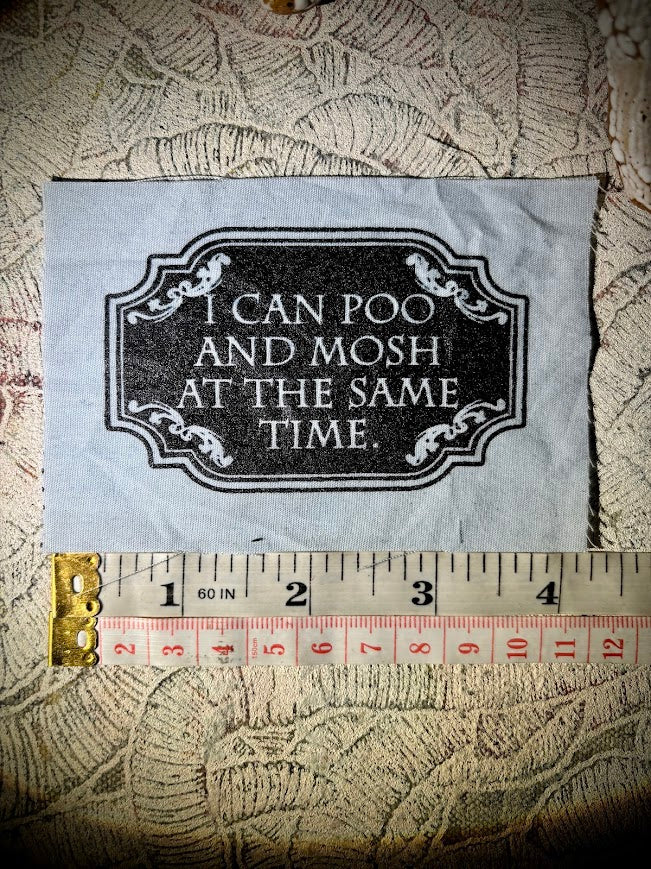 I CAN POO
AND MOSH
AT THE SAME
TIME.
1 60 IN 2 3 4
2 3 4 150cm 5 6 7 8 9 10 11 12